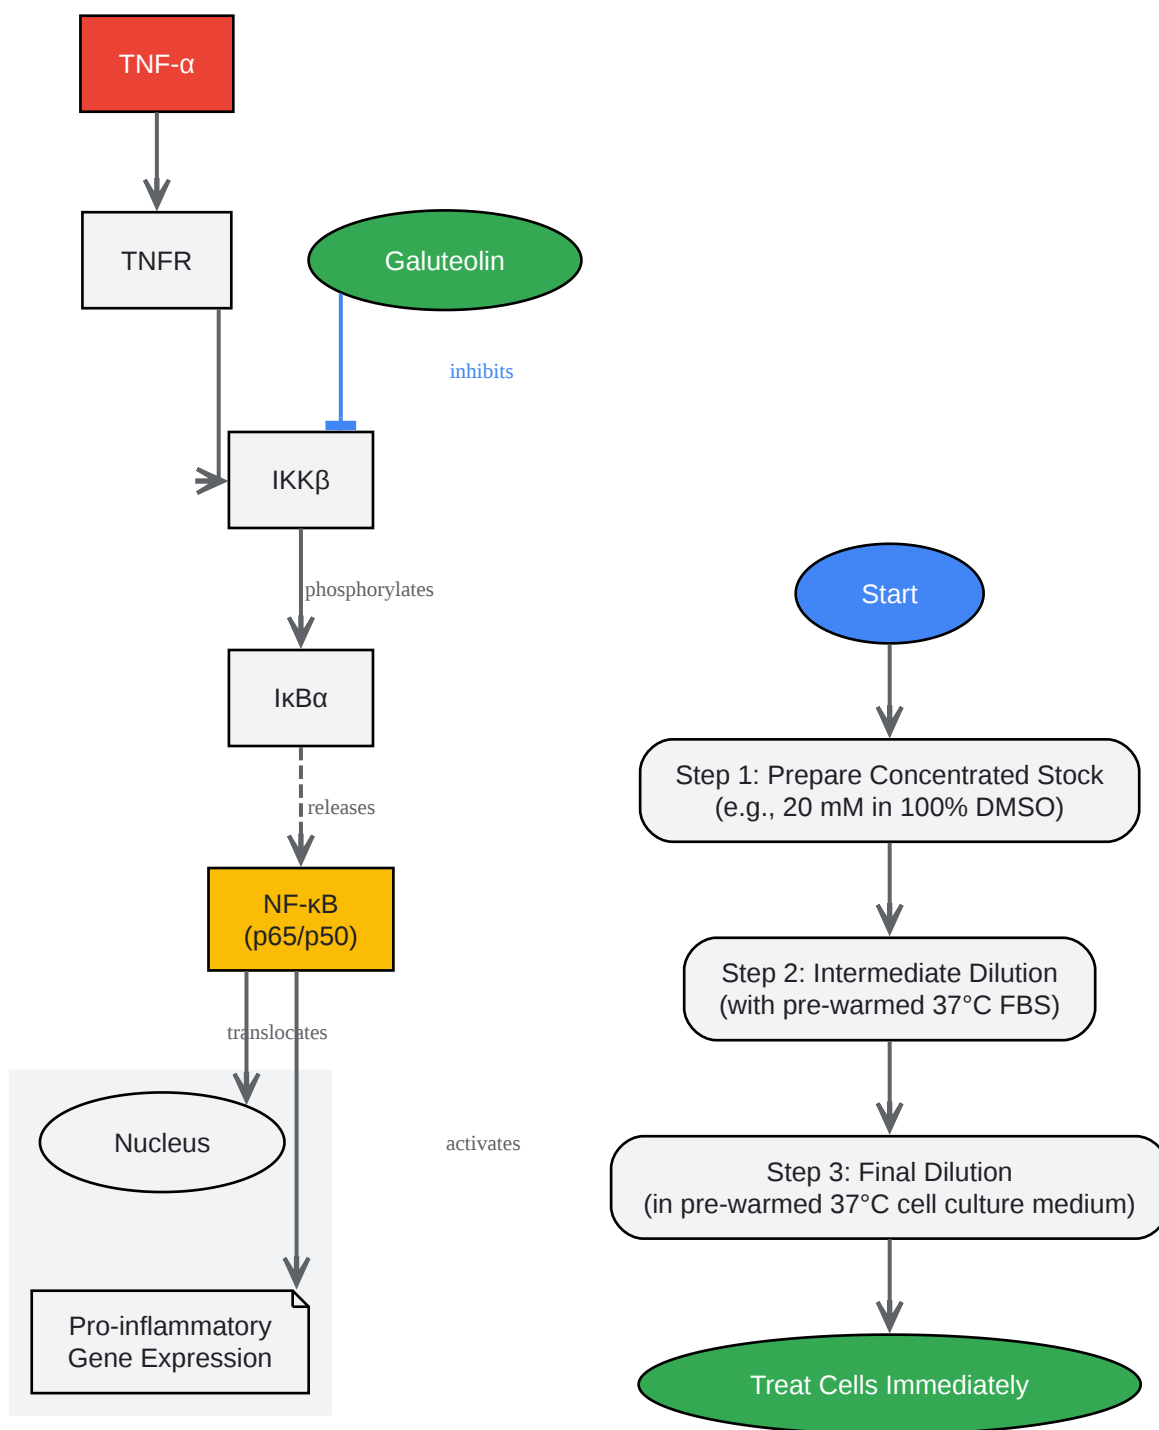 TNF-α
TNFR
Galuteolin
inhibits
IKKβ
phosphorylates
IκBα
releases
NF-κB
(p65/p50)
translocates
Nucleus
activates
Pro-inflammatory
Gene Expression
Start
Step 1: Prepare Concentrated Stock
(e.g., 20 mM in 100% DMSO)
Step 2: Intermediate Dilution
(with pre-warmed 37°C FBS)
Step 3: Final Dilution
(in pre-warmed 37°C cell culture medium)
Treat Cells Immediately